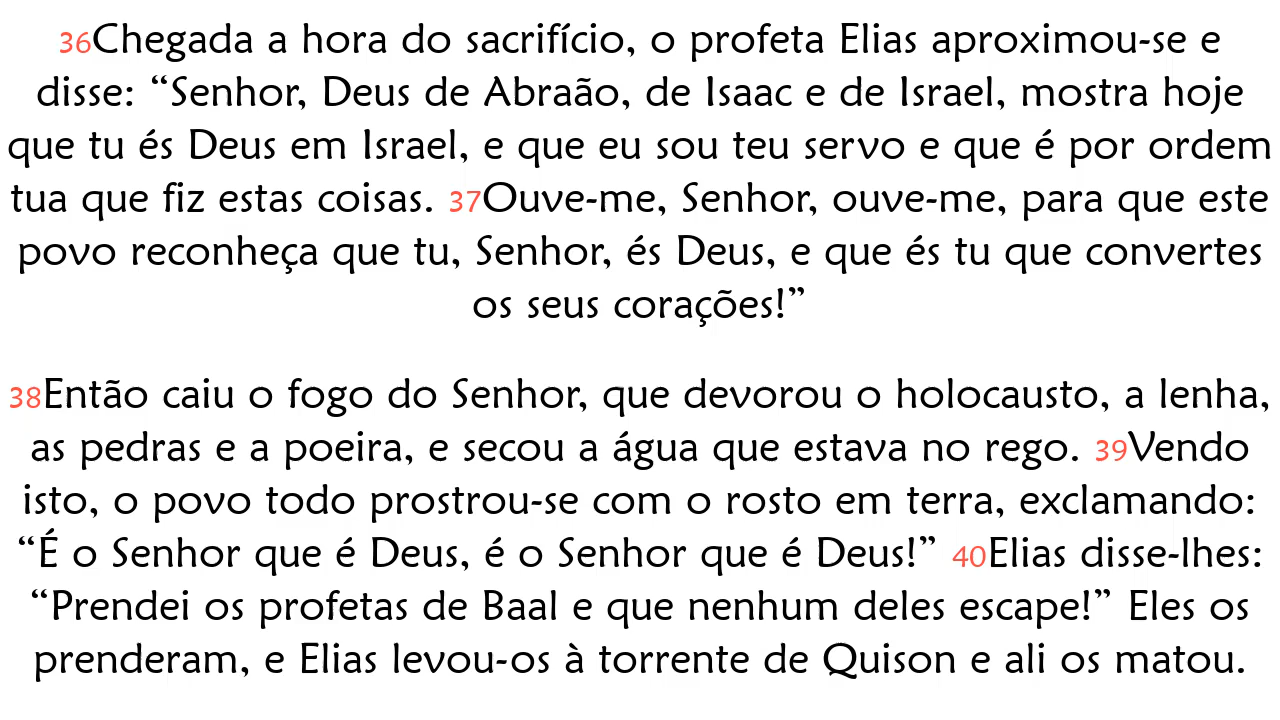 36Chegada a hora do sacrifício, o profeta Elias aproximou-se e
disse: “Senhor, Deus de Abraão, de Isaac e de Israel, mostra hoje
que tu és Deus em Israel, e que eu sou teu servo e que é por ordem
tua que fiz estas coisas. 37Ouve-me, Senhor, ouve-me, para que este
povo reconheça que tu, Senhor, és Deus, e que és tu que convertes
os seus corações!”
38Então caiu o fogo do Senhor, que devorou o holocausto, a lenha,
as pedras e a poeira, e secou a água que estava no rego. 39Vendo
isto, o povo todo prostrou-se com o rosto em terra, exclamando:
“É o Senhor que é Deus, é o Senhor que é Deus!” 40Elias disse-lhes:
“Prendei os profetas de Baal e que nenhum deles escape!” Eles os
prenderam, e Elias levou-os à torrente de Quison e ali os matou.